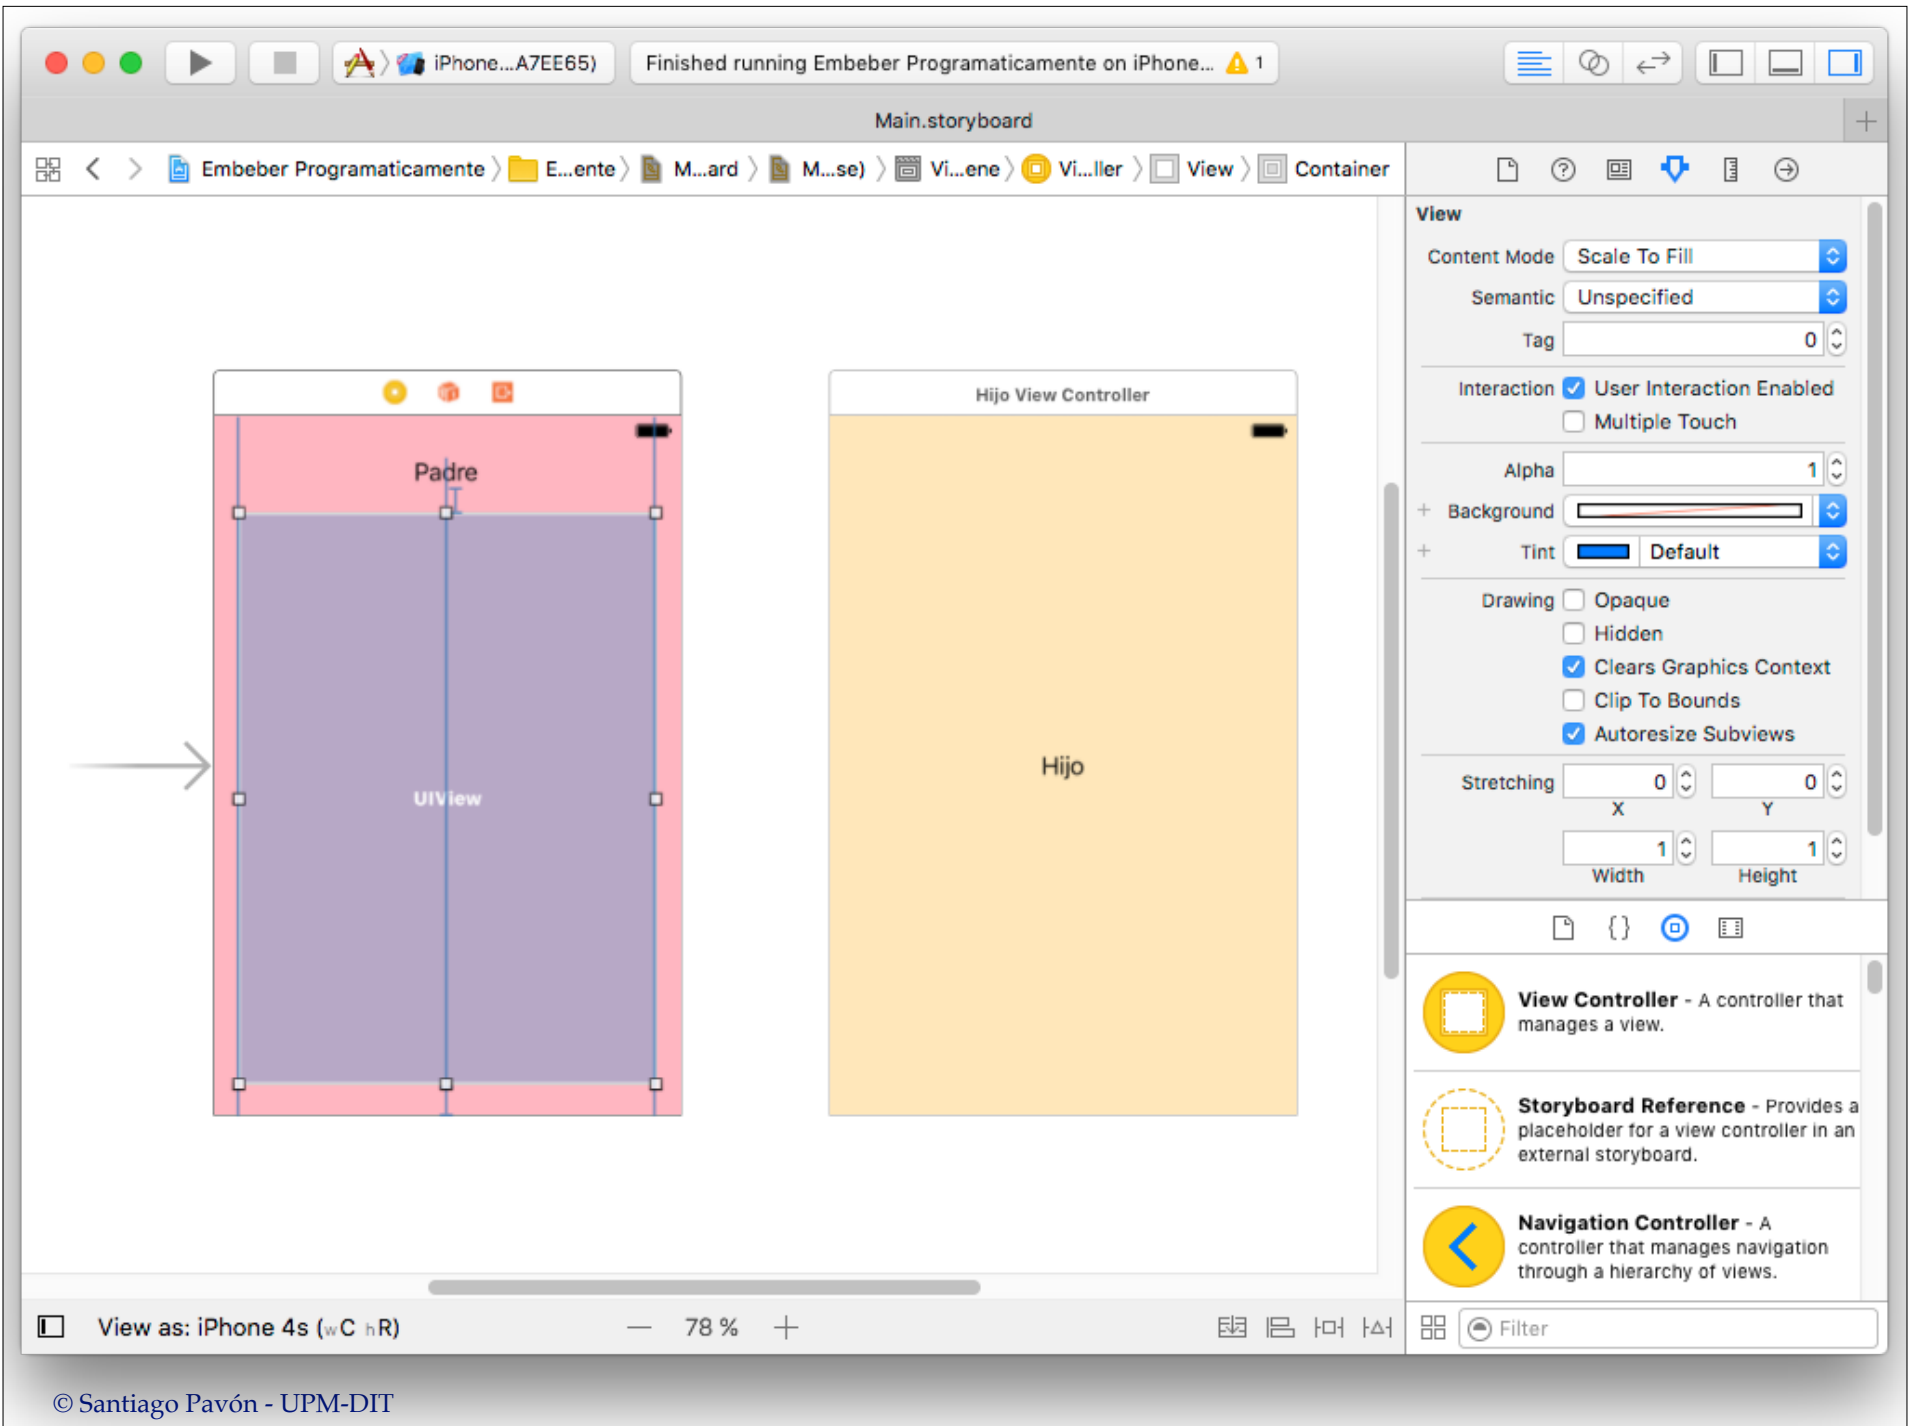 iPhone...A7EE65)
Finished running Embeber Programaticamente on iPhone... 1
Main.storyboard
Embeber Programaticamente
E...ente
M...ard
M...se)
Vi...ene
Vi...ller
View
Container
View
Content Mode Scale To Fill
Semantic Unspecified
Tag 0
Interaction User Interaction Enabled
Multiple Touch
Alpha 1
+ Background
+ Tint Default
Drawing Opaque
Hidden
Clears Graphics Context
Clip To Bounds
Autoresize Subviews
Stretching 0 0
X Y
1 1
Width Height
Padre
UIView
Hijo View Controller
Hijo
{ }
View Controller - A controller that
manages a view.
Storyboard Reference - Provides a
placeholder for a view controller in an
external storyboard.
Navigation Controller - A
controller that manages navigation
through a hierarchy of views.
View as: iPhone 4s (wC hR)
— 78 % +
Filter
© Santiago Pavón - UPM-DIT